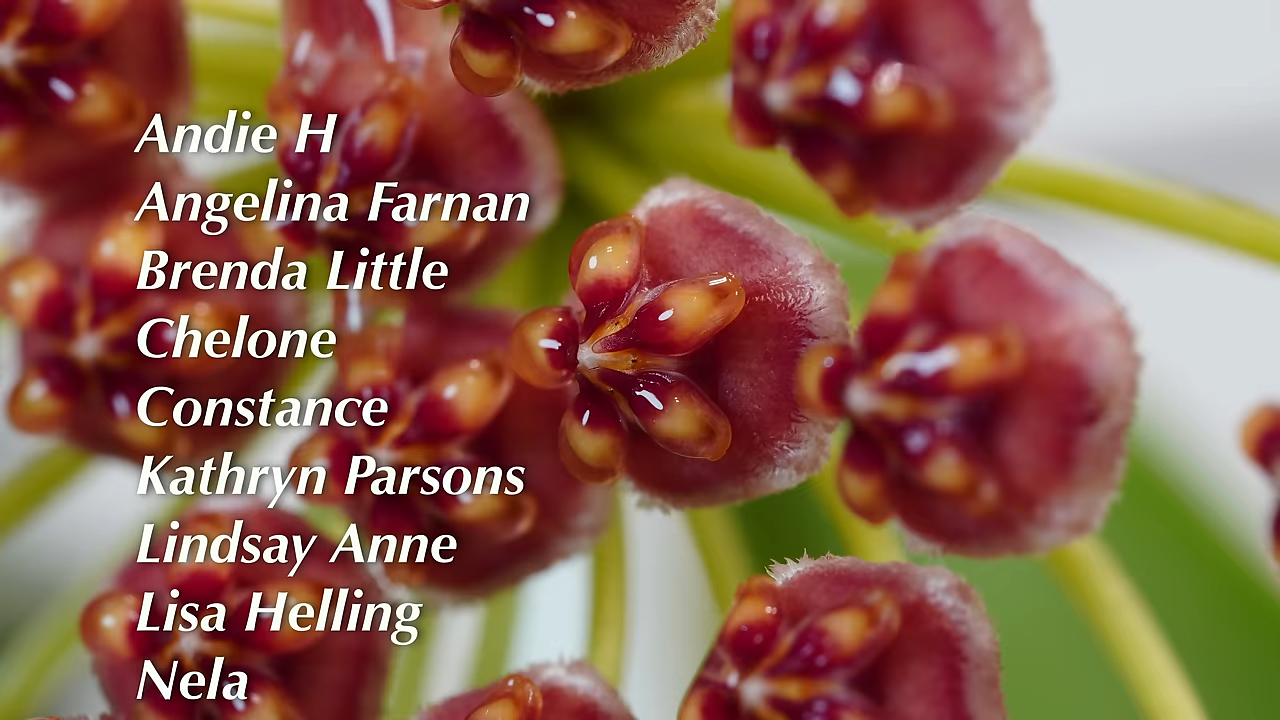 Andie H
Angelina Farnan
Brenda Little
Chelone
Constance
Kathryn Parsons
Lindsay Anne
Lisa Helling
Nela